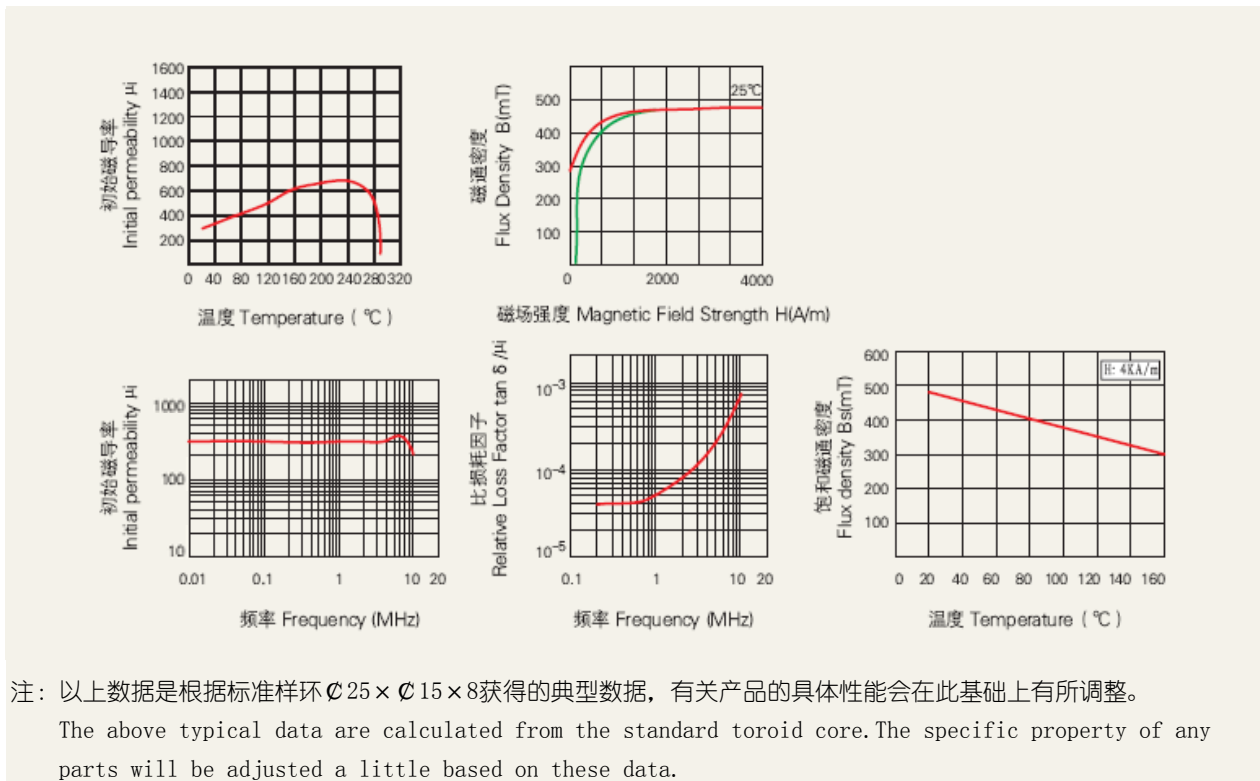 初始磁导率
Initial permeability μi
1600
1400
1200
1000
800
600
400
200
0 40 80 120 160 200 240 280 320
温度 Temperature ( ℃ )
磁通密度
Flux Density B(mT)
500
400
300
200
100
25℃
0 2000 4000
磁场强度 Magnetic Field Strength H(A/m)
初始磁导率
Initial permeability μi
1000
100
10
0.01 0.1 1 10 20
频率 Frequency (MHz)
比损耗因子
Relative Loss Factor tan δ /μi
10⁻³
10⁻⁴
10⁻⁵
0.1 1 10 20
频率 Frequency (MHz)
饱和磁通密度
Flux density Bs(mT)
600
500
400
300
200
100
H: 4KA/m
0 20 40 60 80 100 120 140 160
温度 Temperature ( ℃ )
注: 以上数据是根据标准样环₡25×₡15×8获得的典型数据，有关产品的具体性能会在此基础上有所调整。
The above typical data are calculated from the standard toroid core.The specific property of any
parts will be adjusted a little based on these data.